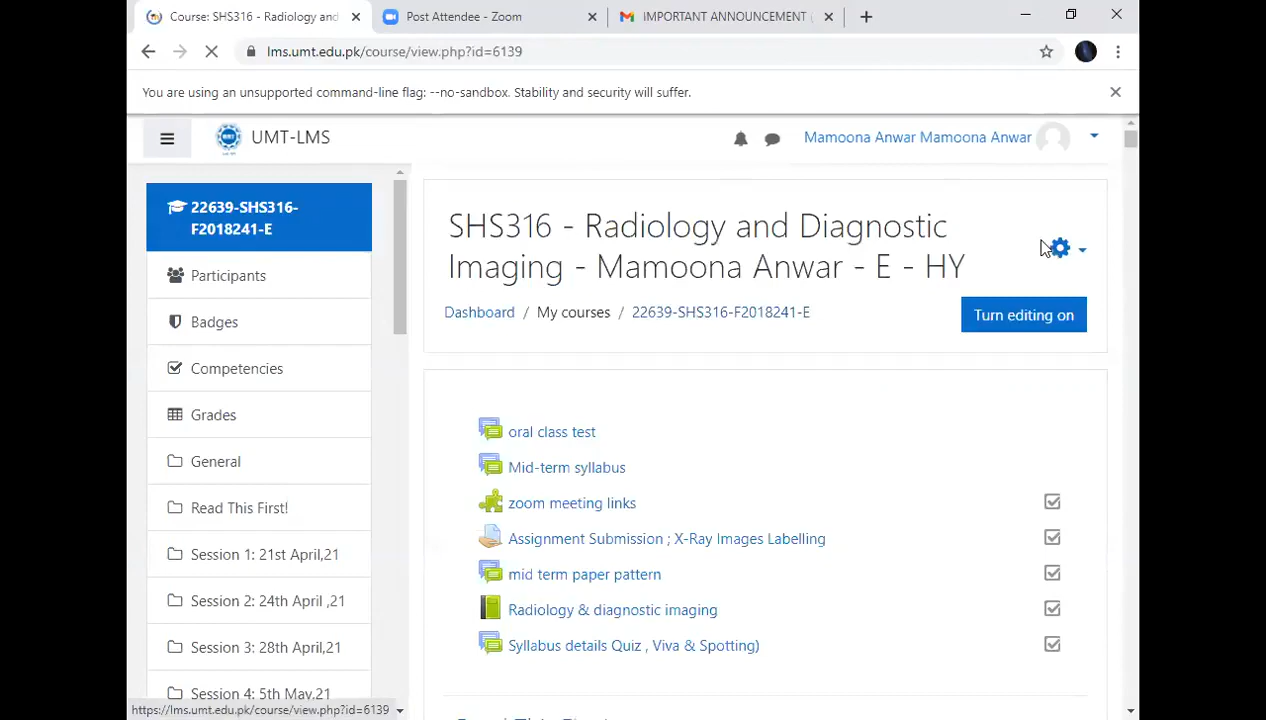 Course: SHS316 - Radiology and
Post Attendee - Zoom
IMPORTANT ANNOUNCEMENT
lms.umt.edu.pk/course/view.php?id=6139
You are using an unsupported command-line flag: --no-sandbox. Stability and security will suffer.
UMT-LMS
Mamoona Anwar Mamoona Anwar
22639-SHS316-
F2018241-E
Participants
Badges
Competencies
Grades
General
Read This First!
Session 1: 21st April,21
Session 2: 24th April ,21
Session 3: 28th April,21
Session 4: 5th May,21
SHS316 - Radiology and Diagnostic
Imaging - Mamoona Anwar - E - HY
Dashboard / My courses / 22639-SHS316-F2018241-E
Turn editing on
oral class test
Mid-term syllabus
zoom meeting links
Assignment Submission ; X-Ray Images Labelling
mid term paper pattern
Radiology & diagnostic imaging
Syllabus details Quiz , Viva & Spotting)
https://lms.umt.edu.pk/course/view.php?id=6139